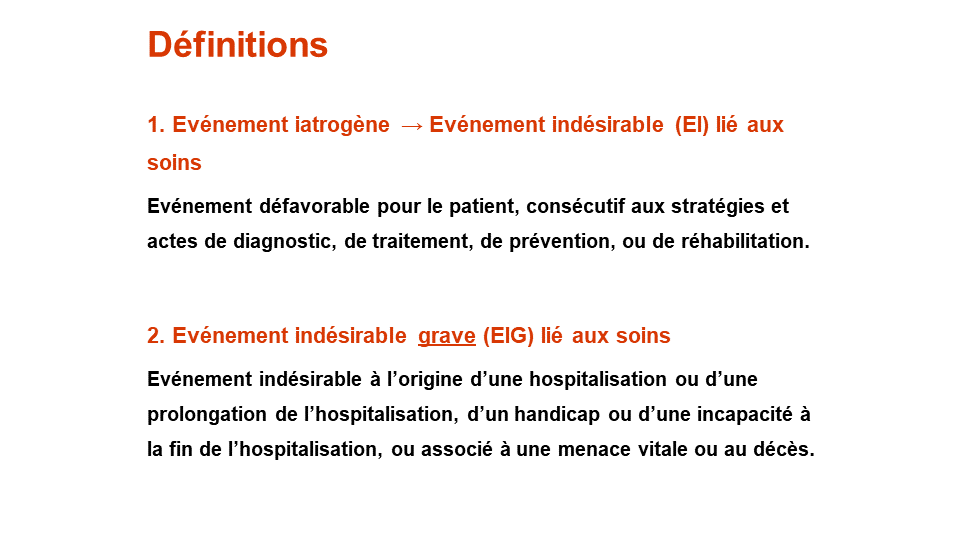 Définitions
1. Evénement iatrogène → Evénement indésirable (EI) lié aux
soins
Evénement défavorable pour le patient, consécutif aux stratégies et
actes de diagnostic, de traitement, de prévention, ou de réhabilitation.
2. Evénement indésirable grave (EIG) lié aux soins
Evénement indésirable à l’origine d’une hospitalisation ou d’une
prolongation de l’hospitalisation, d’un handicap ou d’une incapacité à
la fin de l’hospitalisation, ou associé à une menace vitale ou au décès.